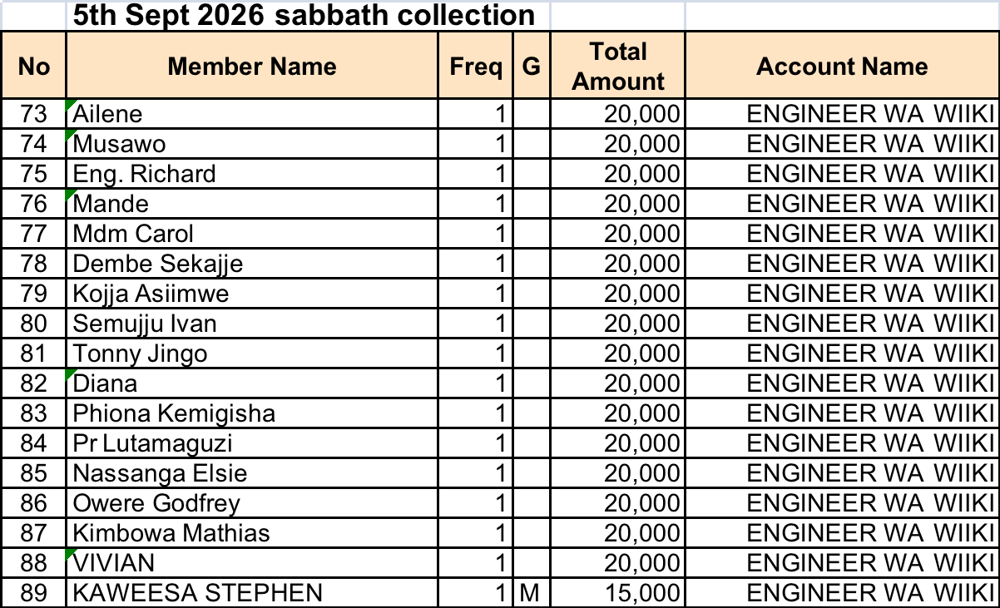 5th Sept 2026 sabbath collection
No Member Name Freq G Total Amount Account Name
73 Ailene 1 20,000 ENGINEER WA WIIKI
74 Musawo 1 20,000 ENGINEER WA WIIKI
75 Eng. Richard 1 20,000 ENGINEER WA WIIKI
76 Mande 1 20,000 ENGINEER WA WIIKI
77 Mdm Carol 1 20,000 ENGINEER WA WIIKI
78 Dembe Sekajje 1 20,000 ENGINEER WA WIIKI
79 Kojja Asiimwe 1 20,000 ENGINEER WA WIIKI
80 Semujju Ivan 1 20,000 ENGINEER WA WIIKI
81 Tonny Jingo 1 20,000 ENGINEER WA WIIKI
82 Diana 1 20,000 ENGINEER WA WIIKI
83 Phiona Kemigisha 1 20,000 ENGINEER WA WIIKI
84 Pr Lutamaguzi 1 20,000 ENGINEER WA WIIKI
85 Nassanga Elsie 1 20,000 ENGINEER WA WIIKI
86 Owere Godfrey 1 20,000 ENGINEER WA WIIKI
87 Kimbowa Mathias 1 20,000 ENGINEER WA WIIKI
88 VIVIAN 1 20,000 ENGINEER WA WIIKI
89 KAWEESA STEPHEN 1 M 15,000 ENGINEER WA WIIKI